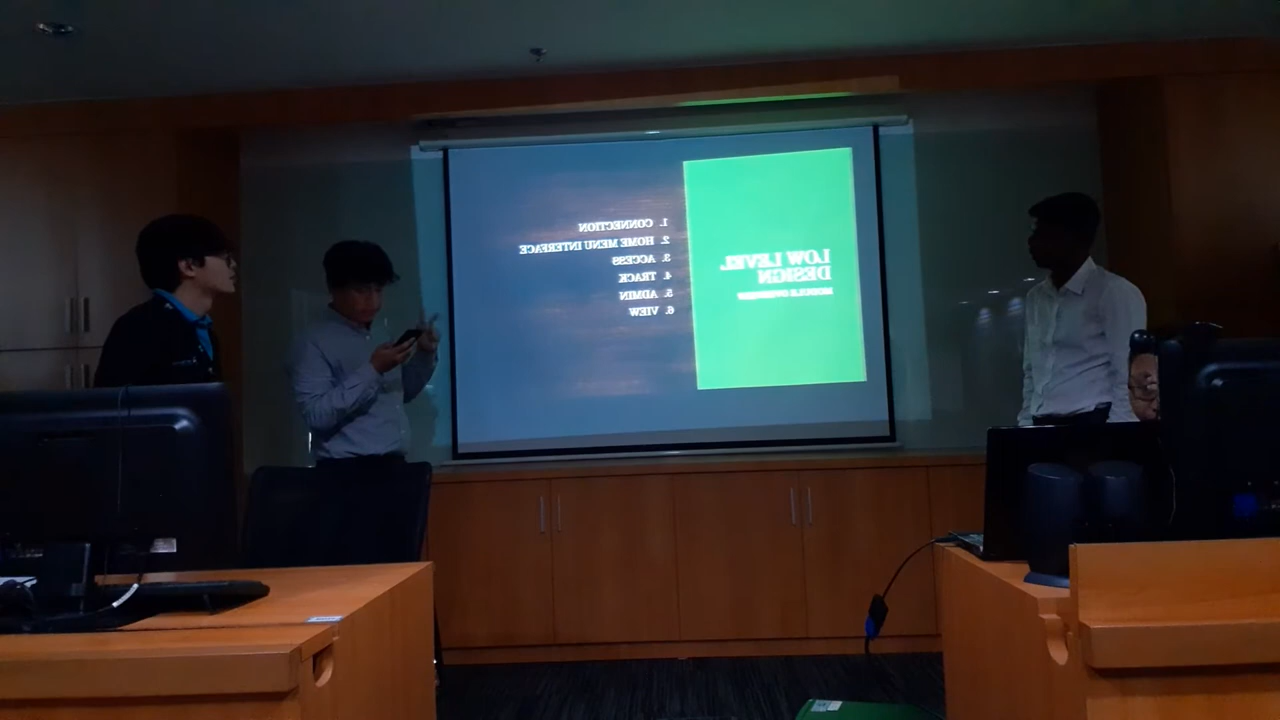 LOW LEVEL
DESIGN
MODULE OVERVIEW
1. CONNECTION
2. HOME MENU INTERFACE
3. ACCESS
4. TRACK
5. ADMIN
6. VIEW